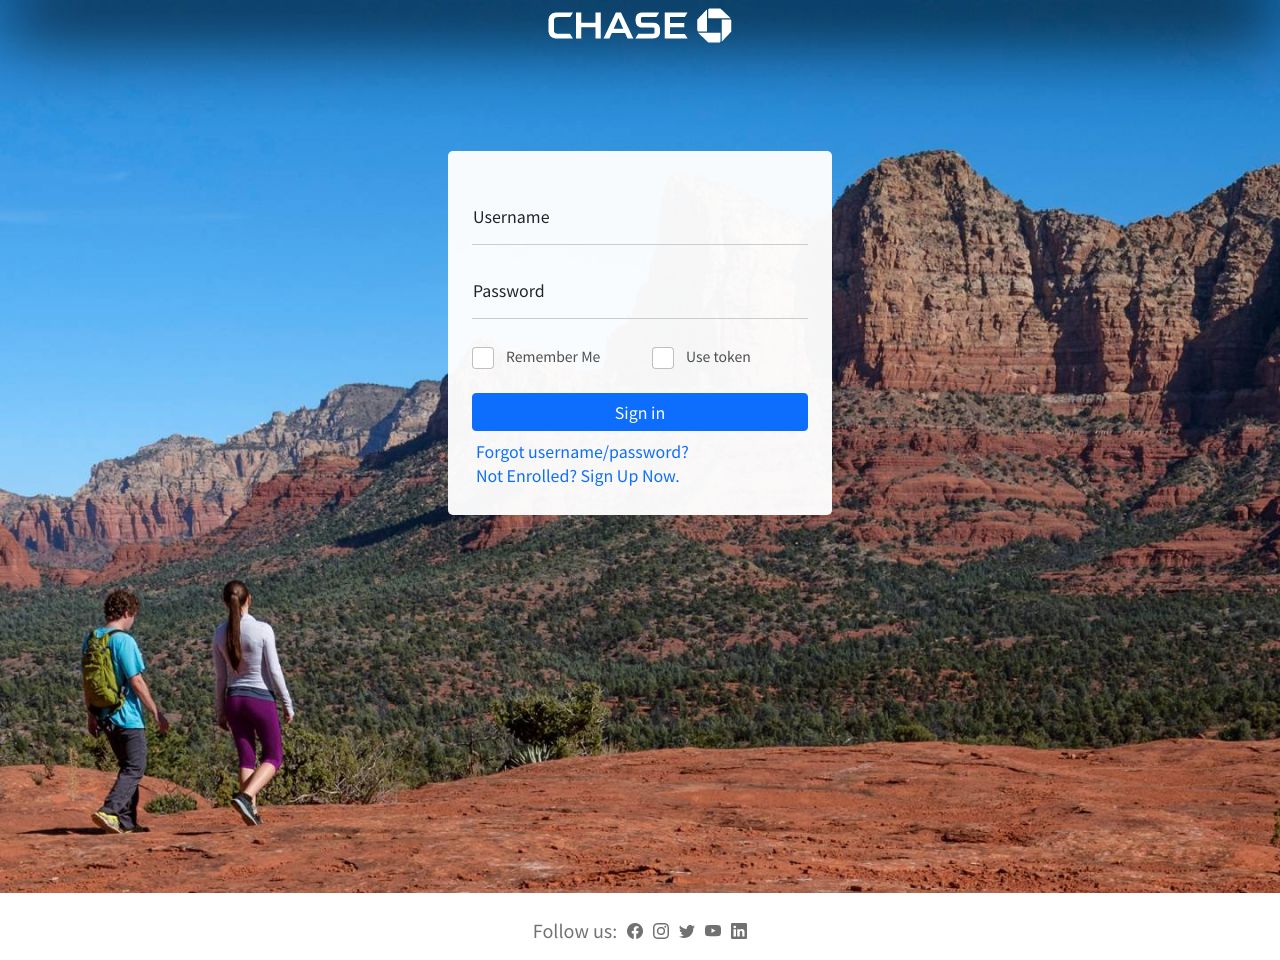 CHASE
Username
Password
Remember Me
Use token
Sign in
Forgot username/password?
Not Enrolled? Sign Up Now.
Follow us: